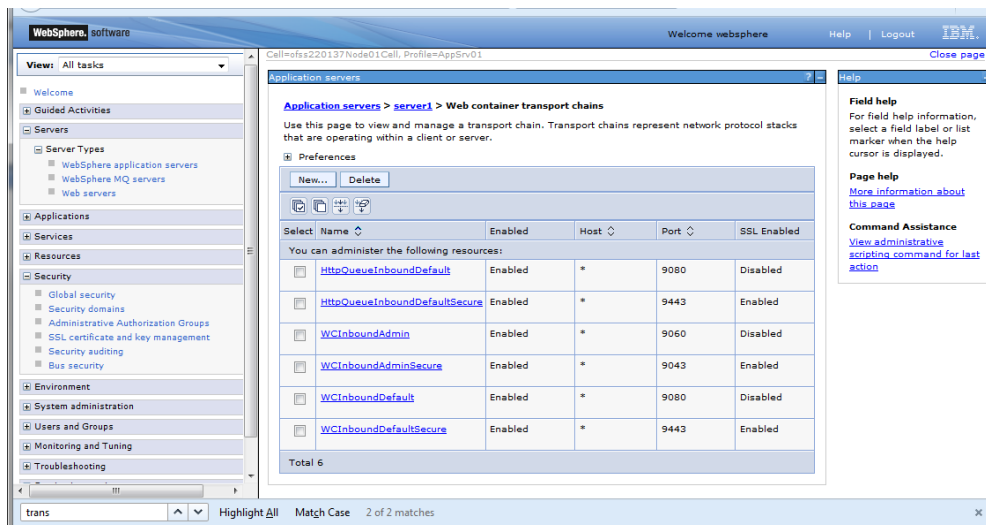 WebSphere. software
Welcome websphere
Help | Logout
IBM.
Cell=ofss220137Node01Cell, Profile=AppSrv01
Close page
View: All tasks
Welcome
Guided Activities
Servers
Server Types
WebSphere application servers
WebSphere MQ servers
Web servers
Applications
Services
Resources
Security
Global security
Security domains
Administrative Authorization Groups
SSL certificate and key management
Security auditing
Bus security
Environment
System administration
Users and Groups
Monitoring and Tuning
Troubleshooting
Application servers
? -
Application servers > server1 > Web container transport chains
Use this page to view and manage a transport chain. Transport chains represent network protocol stacks
that are operating within a client or server.
Preferences
New... Delete
Select Name Enabled Host Port SSL Enabled
You can administer the following resources:
HttpQueueInboundDefault Enabled * 9080 Disabled
HttpQueueInboundDefaultSecure Enabled * 9443 Enabled
WCInboundAdmin Enabled * 9060 Disabled
WCInboundAdminSecure Enabled * 9043 Enabled
WCInboundDefault Enabled * 9080 Disabled
WCInboundDefaultSecure Enabled * 9443 Enabled
Total 6
Help
Field help
For field help information,
select a field label or list
marker when the help
cursor is displayed.
Page help
More information about
this page
Command Assistance
View administrative
scripting command for last
action
trans Highlight All Match Case 2 of 2 matches